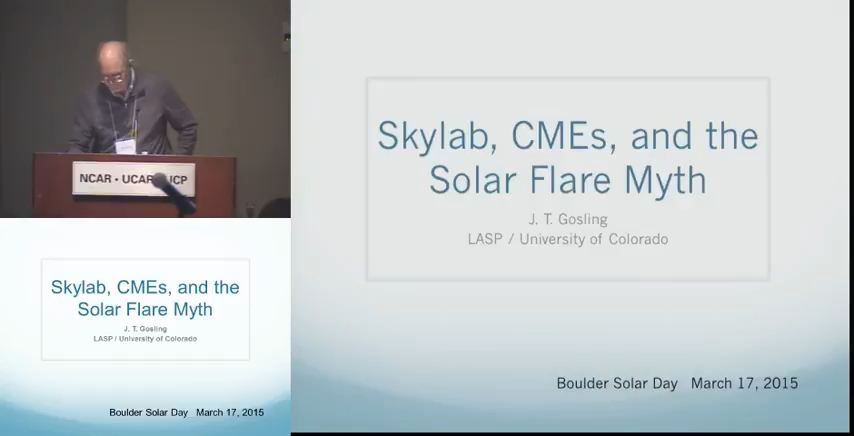 NCAR • UCAR
Skylab, CMEs, and the
Solar Flare Myth
J. T. Gosling
LASP / University of Colorado
Boulder Solar Day March 17, 2015
Skylab, CMEs, and the
Solar Flare Myth
J. T. Gosling
LASP / University of Colorado
Boulder Solar Day March 17, 2015